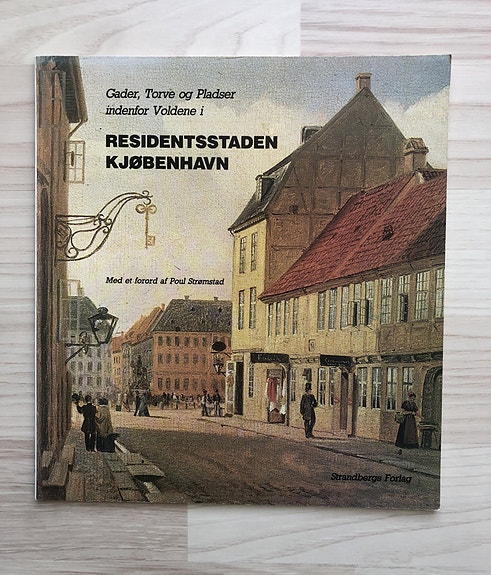 Gader, Torve og Pladser
indenfor Voldene i
RESIDENTSSTADEN
KJØBENHAVN
Med et forord af Poul Strømstad
Strandbergs Forlag